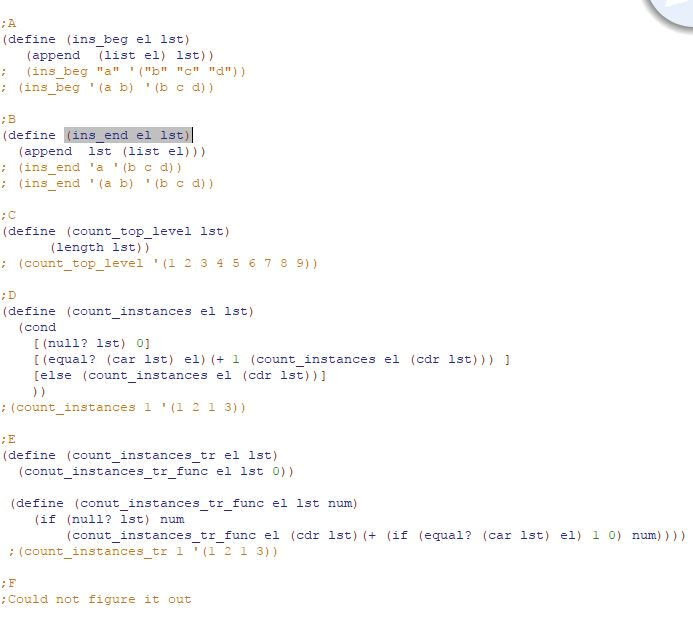 ;A
(define (ins_beg el lst)
(append (list el) lst))
; (ins_beg "a" '("b" "c" "d"))
; (ins_beg '(a b) '(b c d))
;B
(define (ins_end el lst)
(append lst (list el)))
; (ins_end 'a '(b c d))
; (ins_end '(a b) '(b c d))
;C
(define (count_top_level lst)
(length lst))
; (count_top_level '(1 2 3 4 5 6 7 8 9))
;D
(define (count_instances el lst)
(cond
[(null? lst) 0]
[(equal? (car lst) el)(+ 1 (count_instances el (cdr lst))) ]
[else (count_instances el (cdr lst))]
))
;(count_instances 1 '(1 2 1 3))
;E
(define (count_instances_tr el lst)
(conut_instances_tr_func el lst 0))
(define (conut_instances_tr_func el lst num)
(if (null? lst) num
(conut_instances_tr_func el (cdr lst)(+ (if (equal? (car lst) el) 1 0) num))))
;(count_instances_tr 1 '(1 2 1 3))
;F
;Could not figure it out